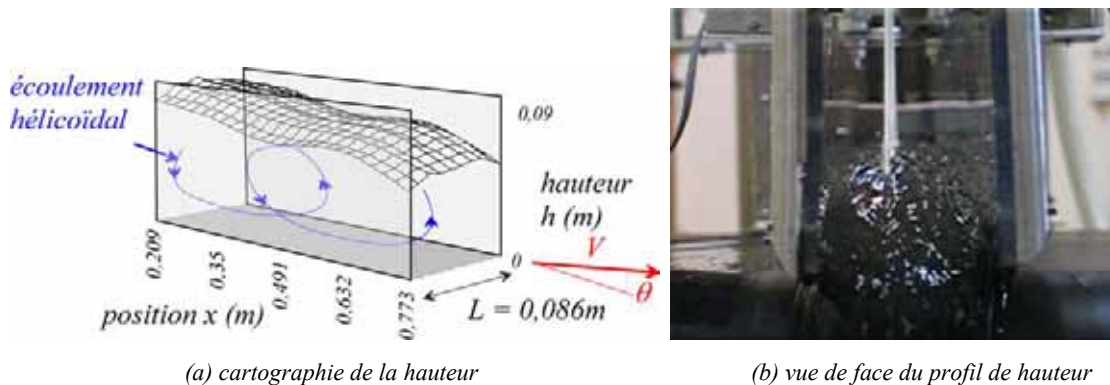 écoulement
hélicoïdal
0,09
hauteur
h (m)
V
0
θ
L = 0,086m
0,209
0,35
0,491
0,632
0,773
position x (m)
(a) cartographie de la hauteur
(b) vue de face du profil de hauteur